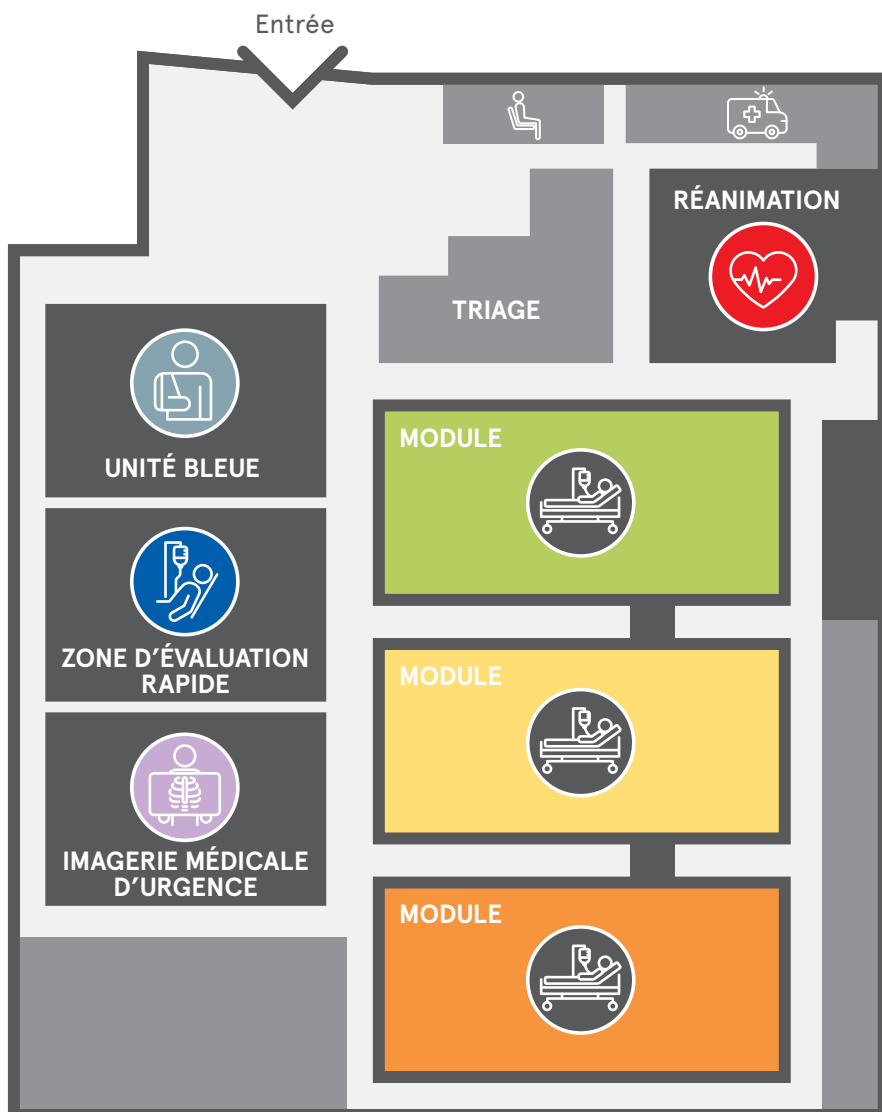 Entrée
RÉANIMATION
TRIAGE
UNITÉ BLEUE
MODULE
ZONE D’ÉVALUATION
RAPIDE
MODULE
IMAGERIE MÉDICALE
D’URGENCE
MODULE